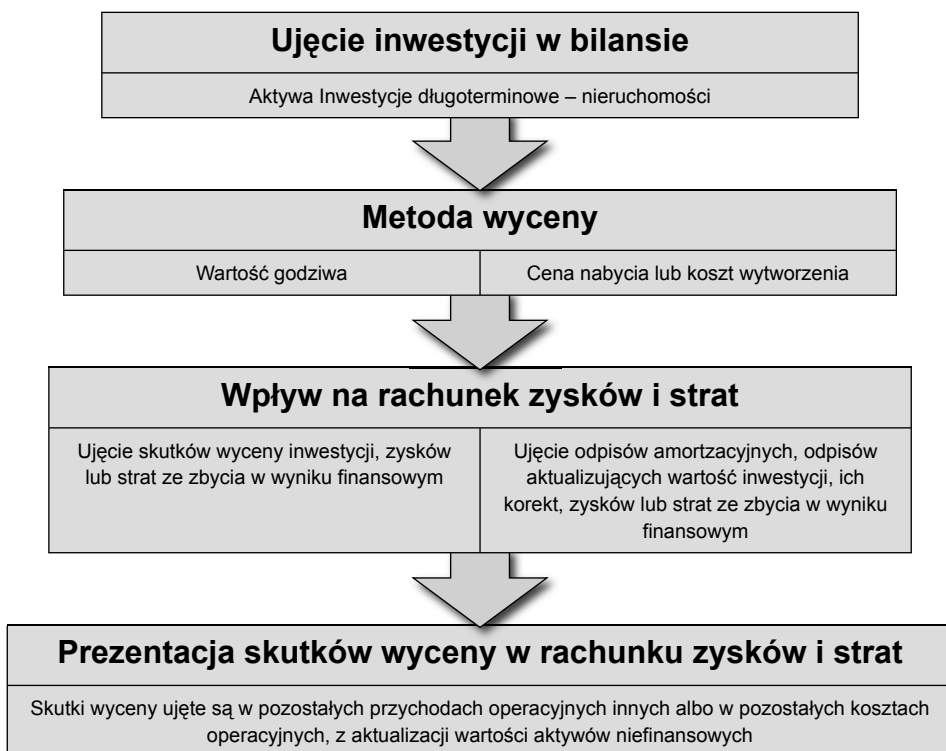 Ujęcie inwestycji w bilansie
Aktywa Inwestycje długoterminowe – nieruchomości
Metoda wyceny
Wartość godziwa
Cena nabycia lub koszt wytworzenia
Wpływ na rachunek zysków i strat
Ujęcie skutków wyceny inwestycji, zysków
lub strat ze zbycia w wyniku finansowym
Ujęcie odpisów amortzacyjnych, odpisów
aktualizujących wartość inwestycji, ich
korekt, zysków lub strat ze zbycia w wyniku
finansowym
Prezentacja skutków wyceny w rachunku zysków i strat
Skutki wyceny ujęte są w pozostałych przychodach operacyjnych innych albo w pozostałych kosztach
operacyjnych, z aktualizacji wartości aktywów niefinansowych